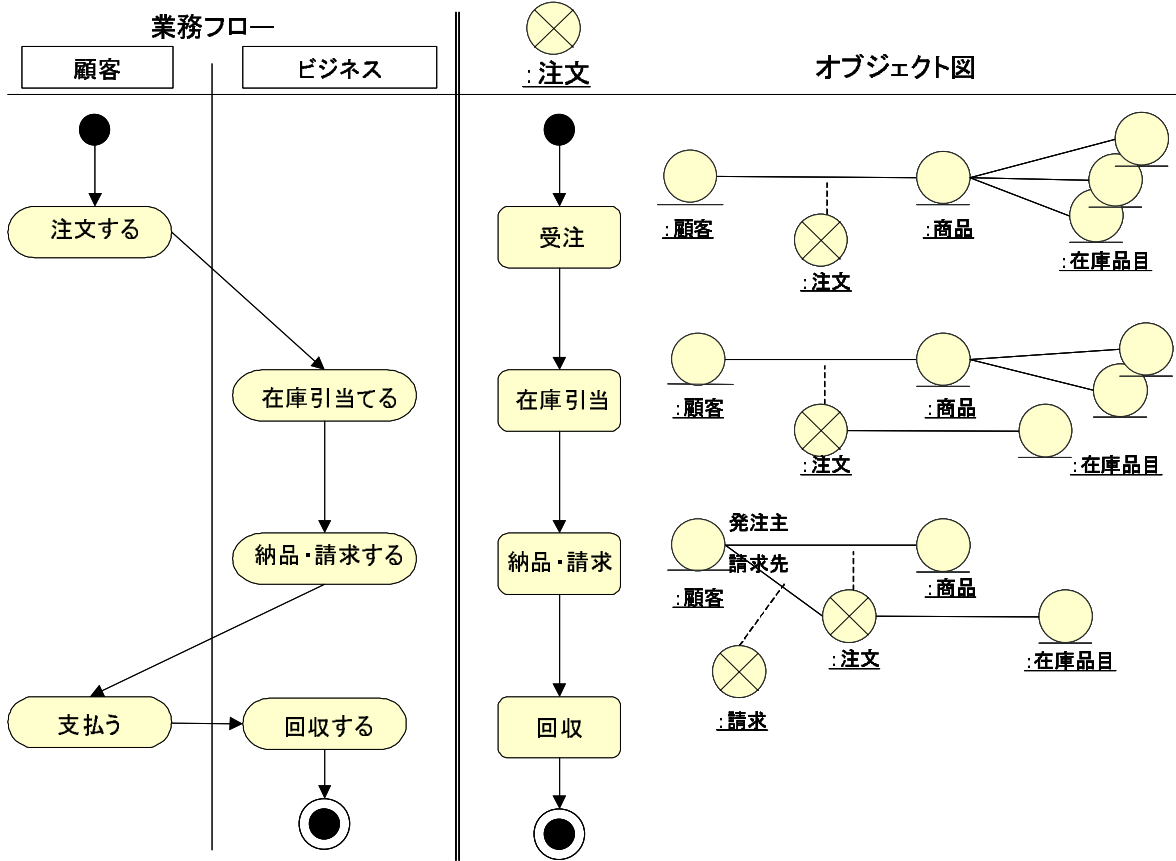 業務フロー
顧客
ビジネス
:注文
オブジェクト図
注文する
在庫引当てる
納品・請求する
支払う
回収する
受注
在庫引当
納品・請求
回収
:顧客
:商品
:注文
:在庫品目
:顧客
:商品
:注文
:在庫品目
発注主
請求先
:顧客
:商品
:注文
:在庫品目
:請求